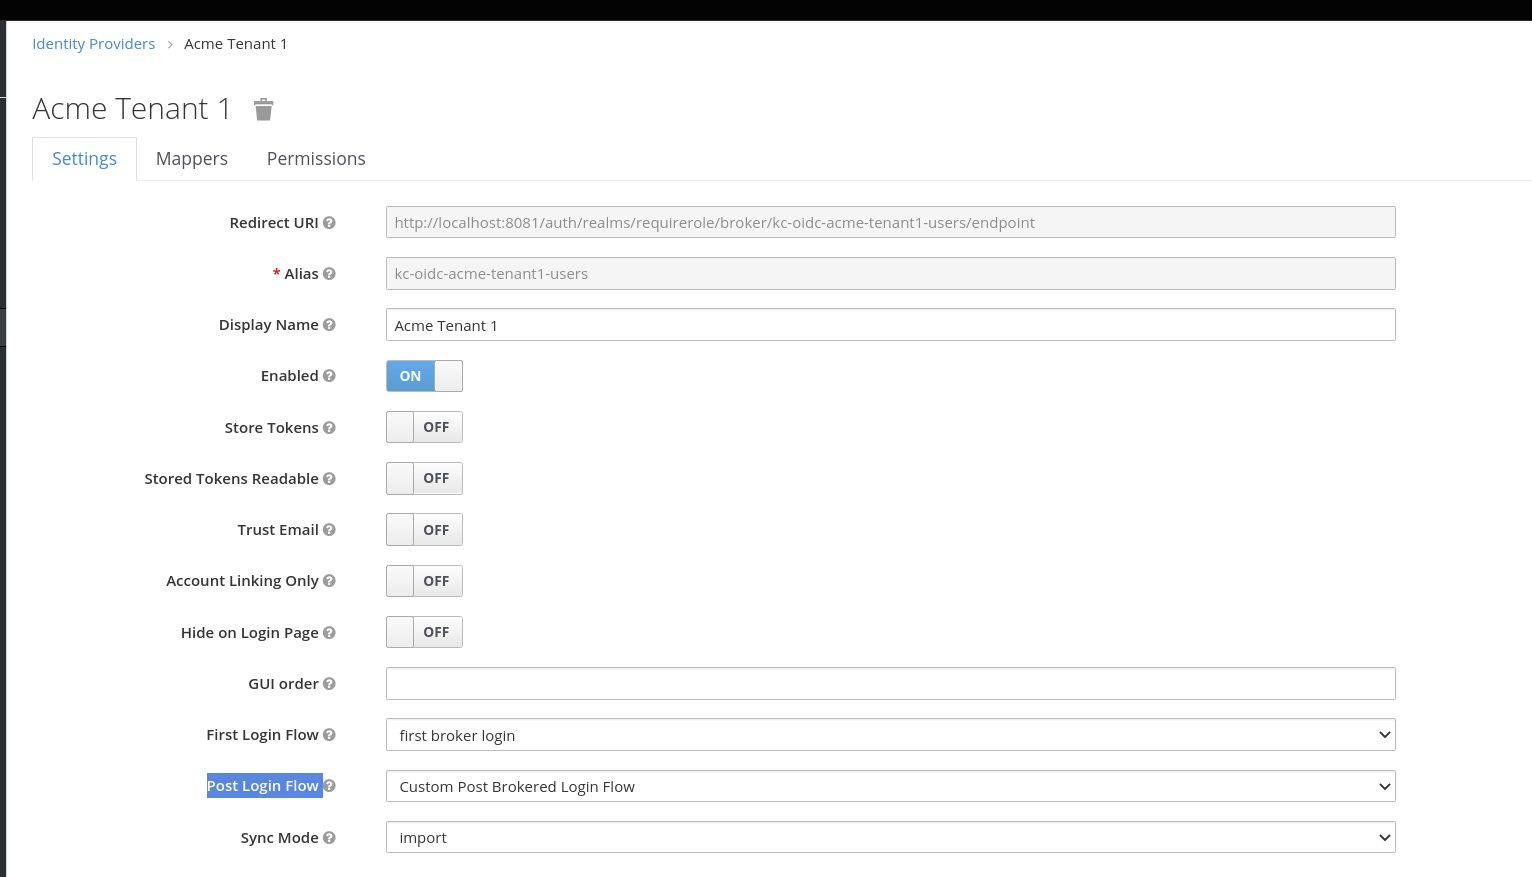 Identity Providers > Acme Tenant 1
Acme Tenant 1
Settings Mappers Permissions
Redirect URI http://localhost:8081/auth/realms/requirerole/broker/kc-oidc-acme-tenant1-users/endpoint
* Alias kc-oidc-acme-tenant1-users
Display Name Acme Tenant 1
Enabled ON
Store Tokens OFF
Stored Tokens Readable OFF
Trust Email OFF
Account Linking Only OFF
Hide on Login Page OFF
GUI order
First Login Flow first broker login
Post Login Flow Custom Post Brokered Login Flow
Sync Mode import